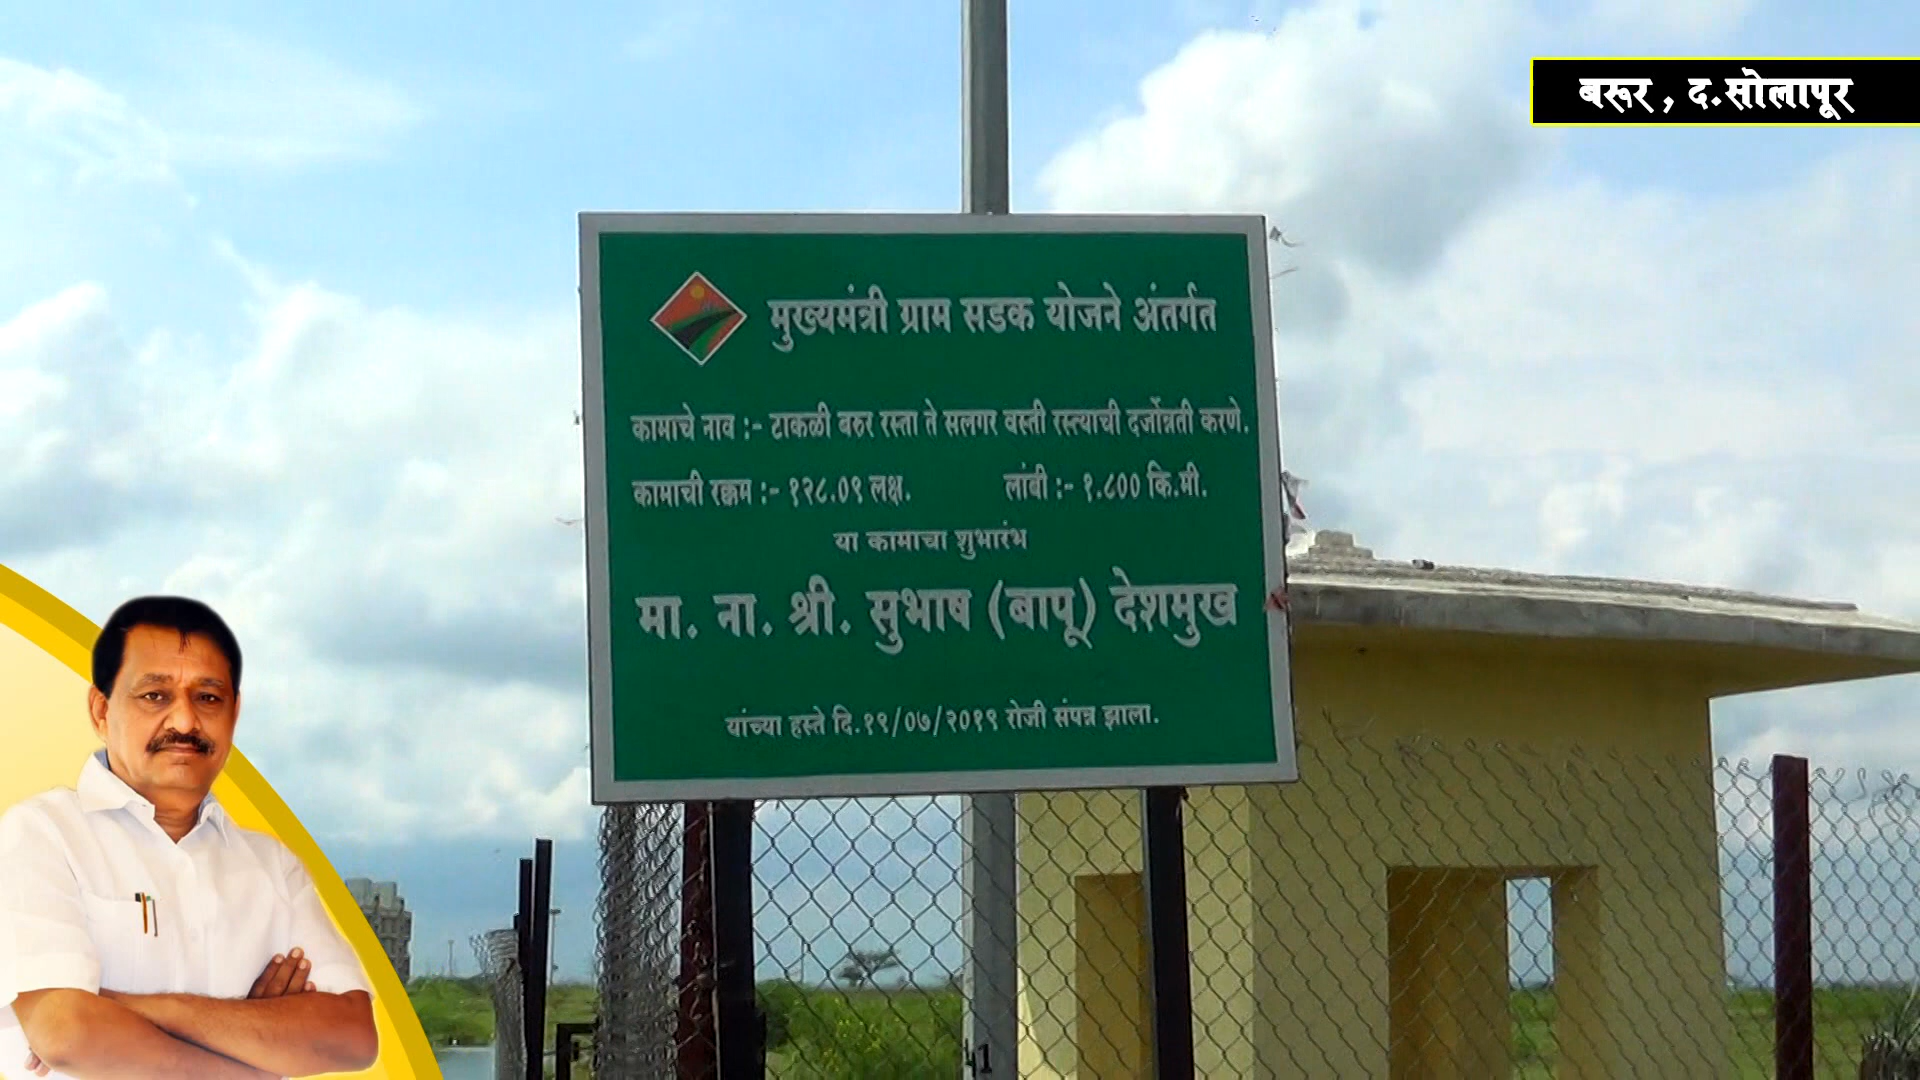 बरूर , द.सोलापूर
मुख्यमंत्री ग्राम सडक योजने अंतर्गत
कामाचे नाव :- टाकळी बरुर रस्ता ते सलगर वस्ती रस्त्याची दर्जोन्नती करणे.
कामाची रक्कम :- १२८.०९ लक्ष. लांबी :- १.८०० कि.मी.
या कामाचा शुभारंभ
मा. ना. श्री. सुभाष (बापू) देशमुख
यांच्या हस्ते दि.१९/०७/२०१९ रोजी संपन्न झाला.